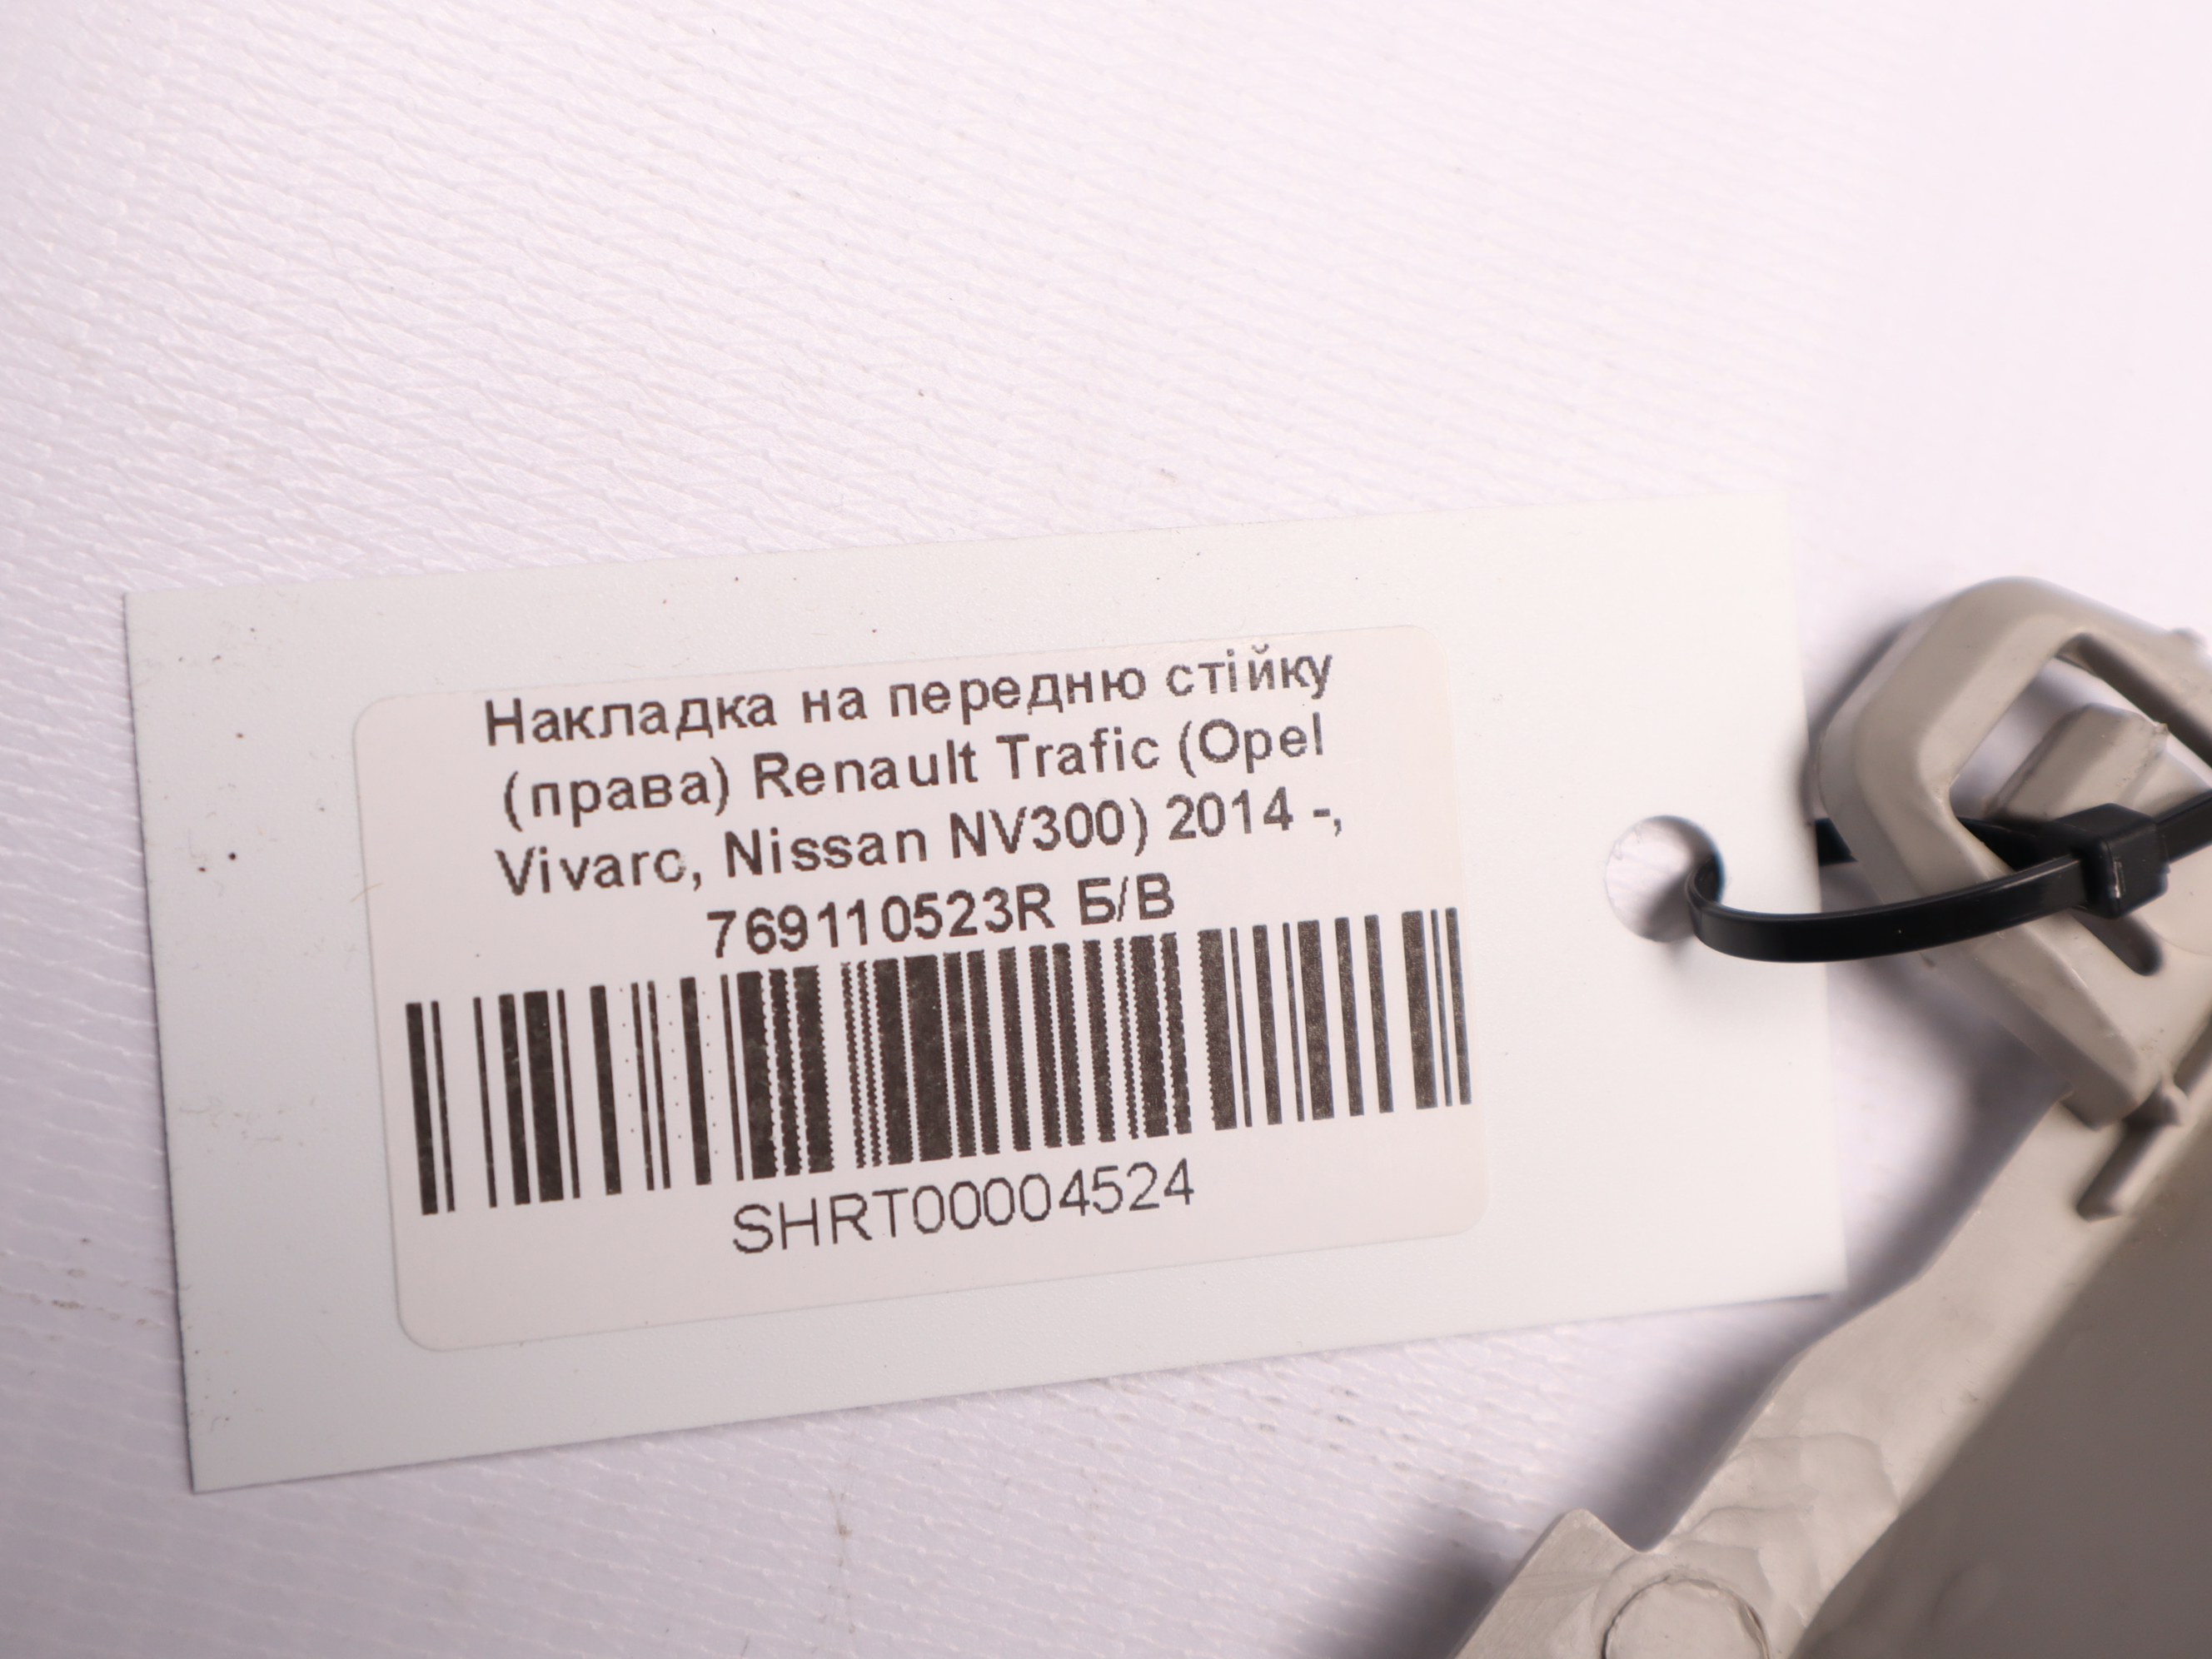 Накладка на передню стійку
(права) Renault Trafic (Opel
Vivaro, Nissan NV300) 2014 -,
769110523R Б/В
SHRT00004524